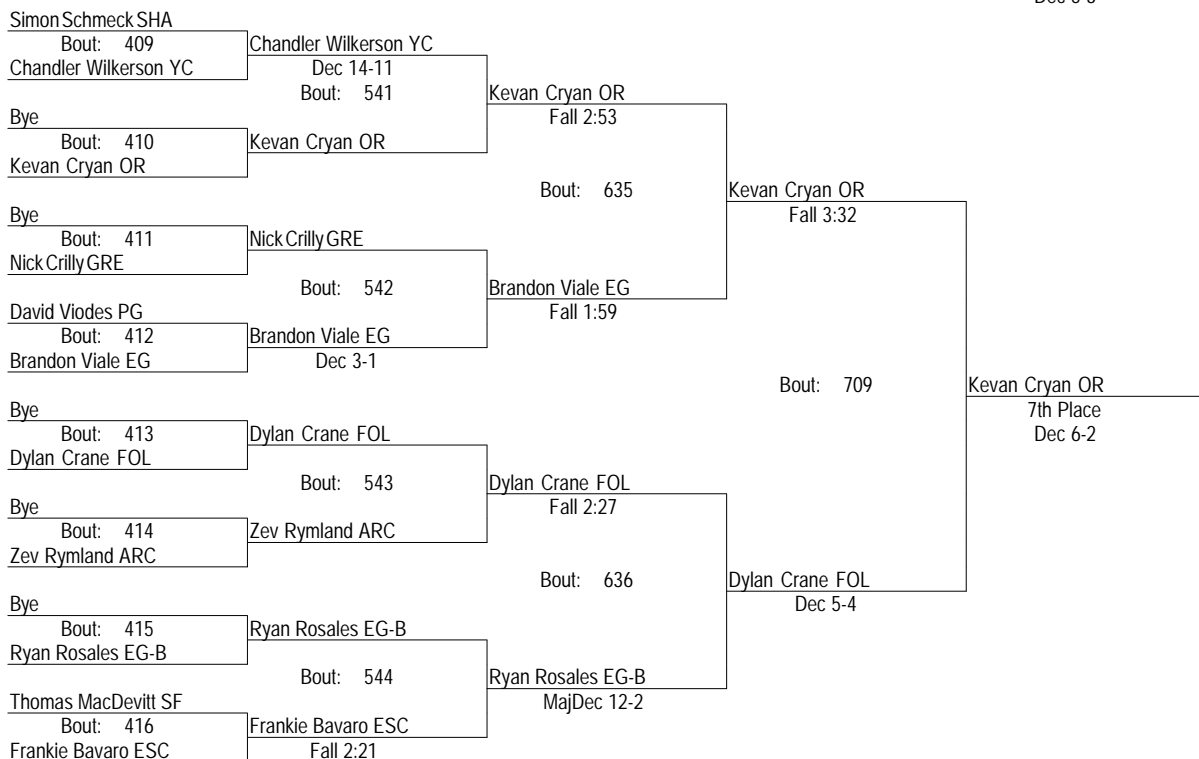 Simon Schmeck SHA
Bout: 409
Chandler Wilkerson YC
Chandler Wilkerson YC
Dec 14-11
Bout: 541
Kevan Cryan OR
Fall 2:53
Bye
Bout: 410
Kevan Cryan OR
Kevan Cryan OR
Bout: 635
Kevan Cryan OR
Fall 3:32
Bye
Bout: 411
Nick Crilly GRE
Nick Crilly GRE
Bout: 542
Brandon Viale EG
Fall 1:59
David Viodes PG
Bout: 412
Brandon Viale EG
Brandon Viale EG
Dec 3-1
Bout: 709
Kevan Cryan OR
7th Place
Dec 6-2
Bye
Bout: 413
Dylan Crane FOL
Dylan Crane FOL
Bout: 543
Dylan Crane FOL
Fall 2:27
Bye
Bout: 414
Zev Rymland ARC
Zev Rymland ARC
Bout: 636
Dylan Crane FOL
Dec 5-4
Bye
Bout: 415
Ryan Rosales EG-B
Ryan Rosales EG-B
Bout: 544
Ryan Rosales EG-B
MajDec 12-2
Thomas MacDevitt SF
Bout: 416
Frankie Bavaro ESC
Frankie Bavaro ESC
Fall 2:21